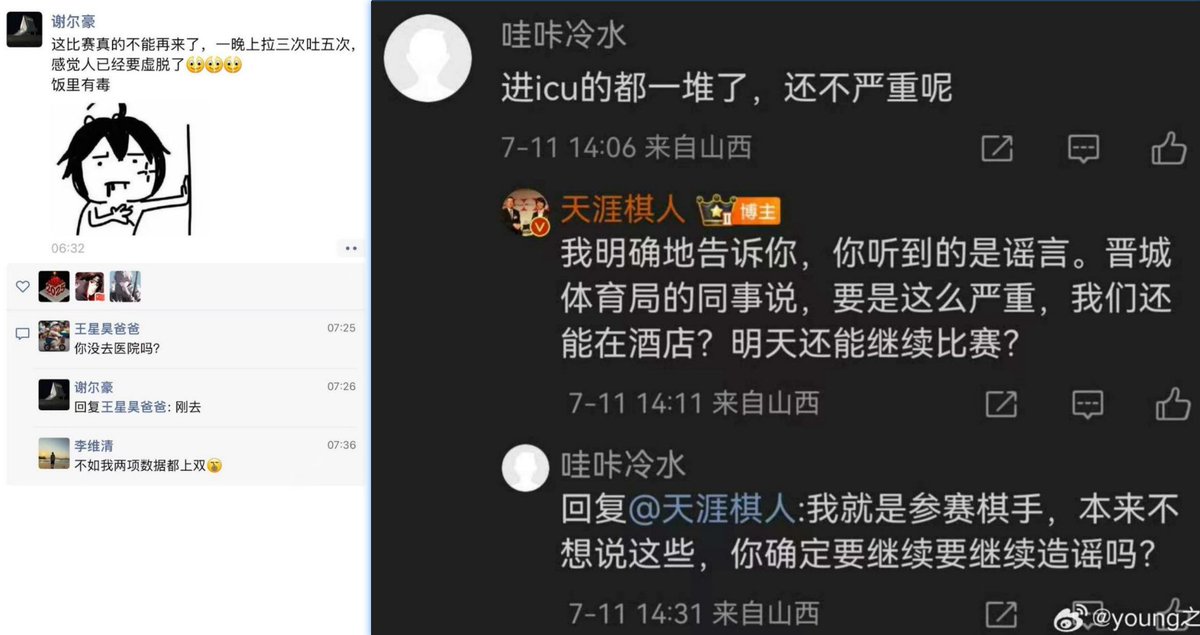 谢尔豪
这比赛真的不能再来了，一晚上拉三次吐五次，
感觉人已经要虚脱了
饭里有毒
06:32
王星昊爸爸
07:25
你没去医院吗?
谢尔豪
07:26
回复王星昊爸爸: 刚去
李维清
07:36
不如我两项数据都上双
哇咔冷水
进icu的都一堆了，还不严重呢
7-11 14:06 来自山西
天涯棋人 II 博主
我明确地告诉你，你听到的是谣言。晋城
体育局的同事说，要是这么严重，我们还
能在酒店？明天还能继续比赛？
7-11 14:11 来自山西
哇咔冷水
回复@天涯棋人:我就是参赛棋手，本来不
想说这些，你确定要继续要继续造谣吗？
7-11 14:31 来自山西
@young之